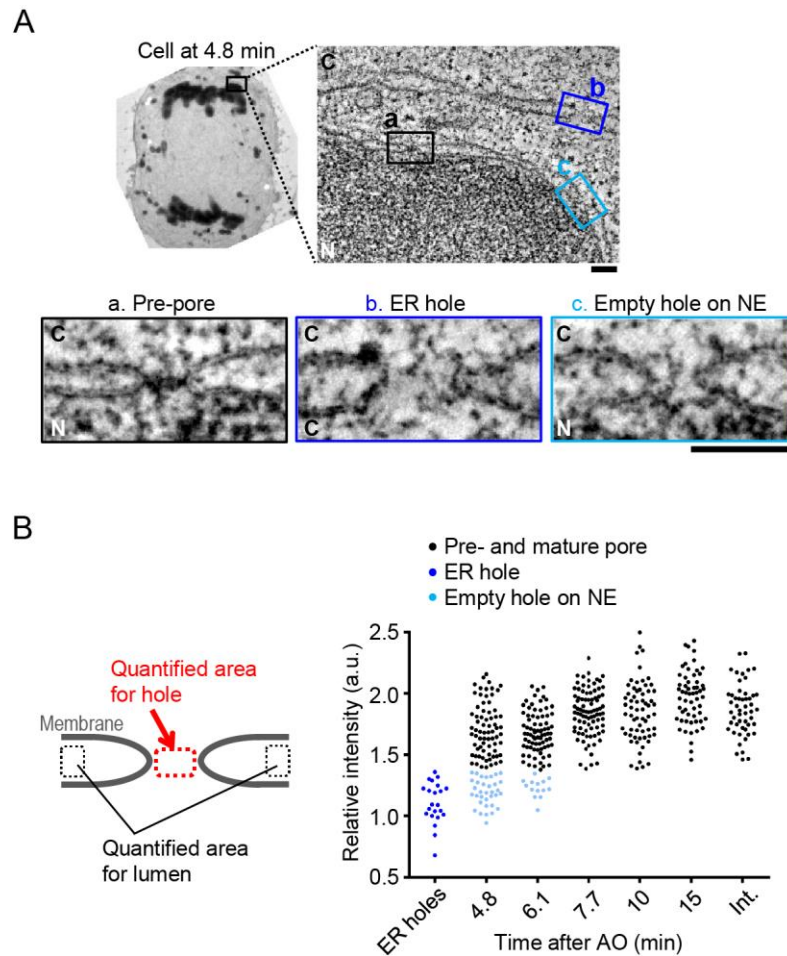 A
Cell at 4.8 min
C
a
b
c
N
a. Pre-pore
b. ER hole
c. Empty hole on NE
C
N
C
C
C
N
B
Pre- and mature pore
ER hole
Empty hole on NE
Quantified area
for hole
Membrane
Quantified area
for lumen
Relative intensity (a.u.)
2.5
2.0
1.5
1.0
0.5
ER holes
4.8
6.1
7.7
10
15
Int.
Time after AO (min)